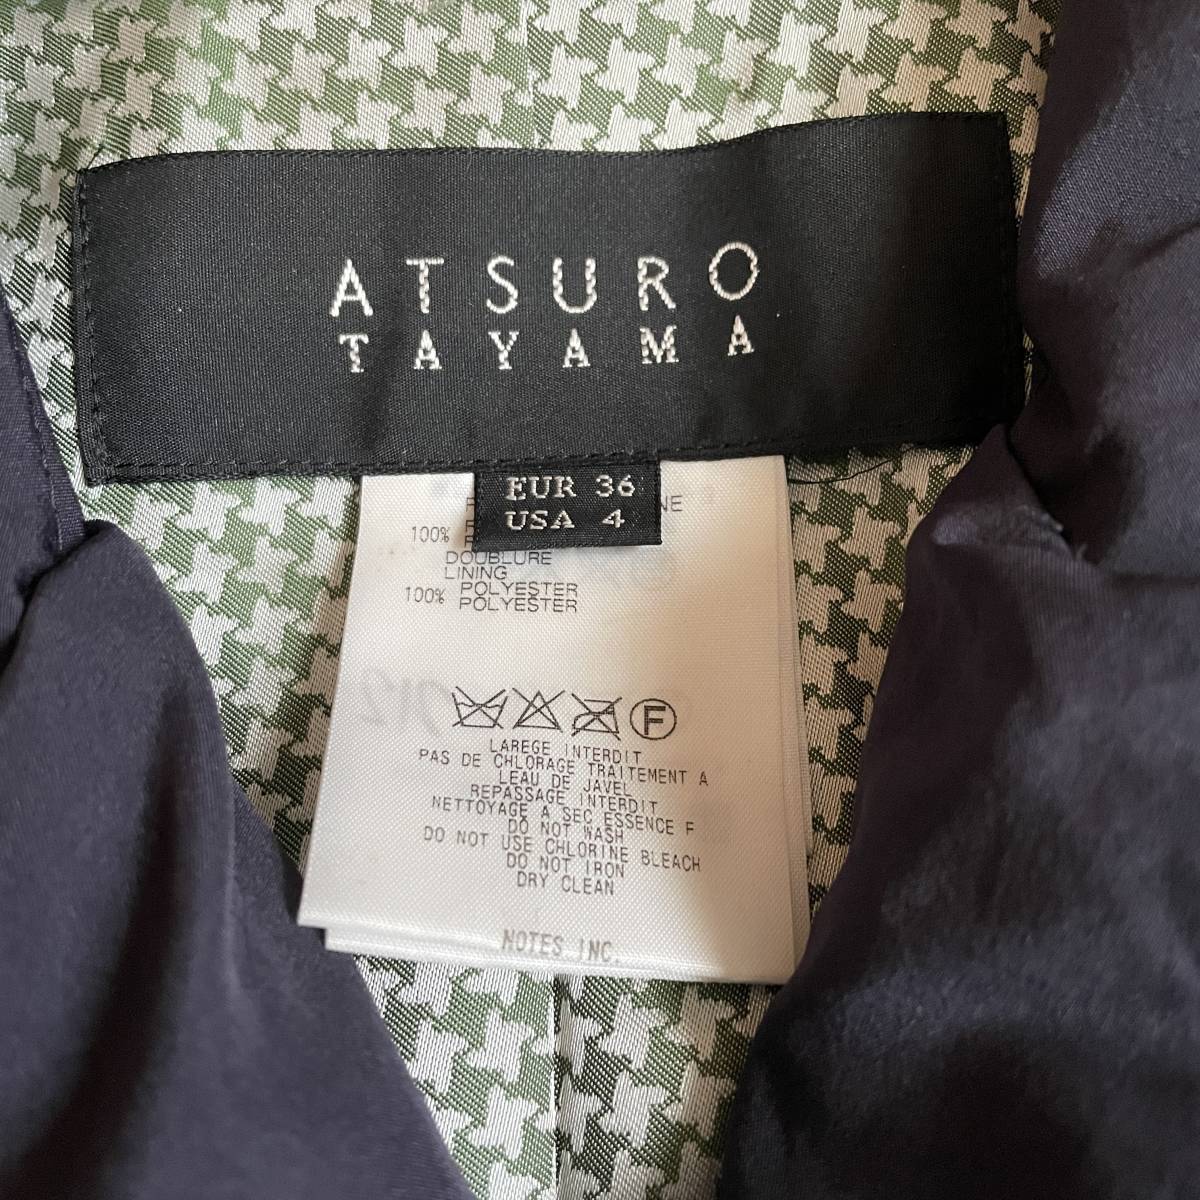 ATSURO
TAYAMA
EUR 36
USA 4
NE
100%
DOUBLURE
LINING
POLYESTER
100% POLYESTER
F
LAREGE INTERDIT
PAS DE CHLORAGE TRAITEMENT A
LEAU DE JAVEL
REPASSAGE INTERDIT
NETTOYAGE A SEC ESSENCE F
DO NOT WASH
DO NOT USE CHLORINE BLEACH
DO NOT IRON
DRY CLEAN
NOTES INC.